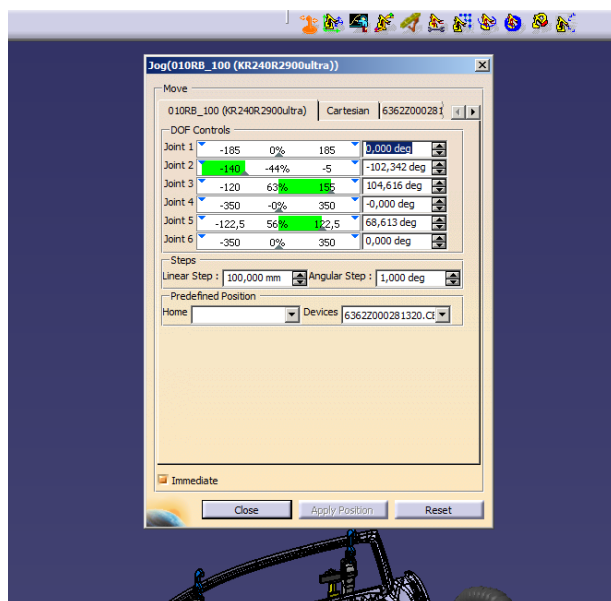 Jog(010RB_100 (KR240R2900ultra))
Move
010RB_100 (KR240R2900ultra) Cartesian 6362Z000281
DOF Controls
Joint 1 -185 0% 185 0,000 deg
Joint 2 -140 -44% -5 -102,342 deg
Joint 3 -120 63% 155 104,616 deg
Joint 4 -350 -0% 350 -0,000 deg
Joint 5 -122,5 56% 122,5 68,613 deg
Joint 6 -350 0% 350 0,000 deg
Steps
Linear Step : 100,000 mm Angular Step : 1,000 deg
Predefined Position
Home Devices 6362Z000281320.CE
Immediate
Close Apply Position Reset